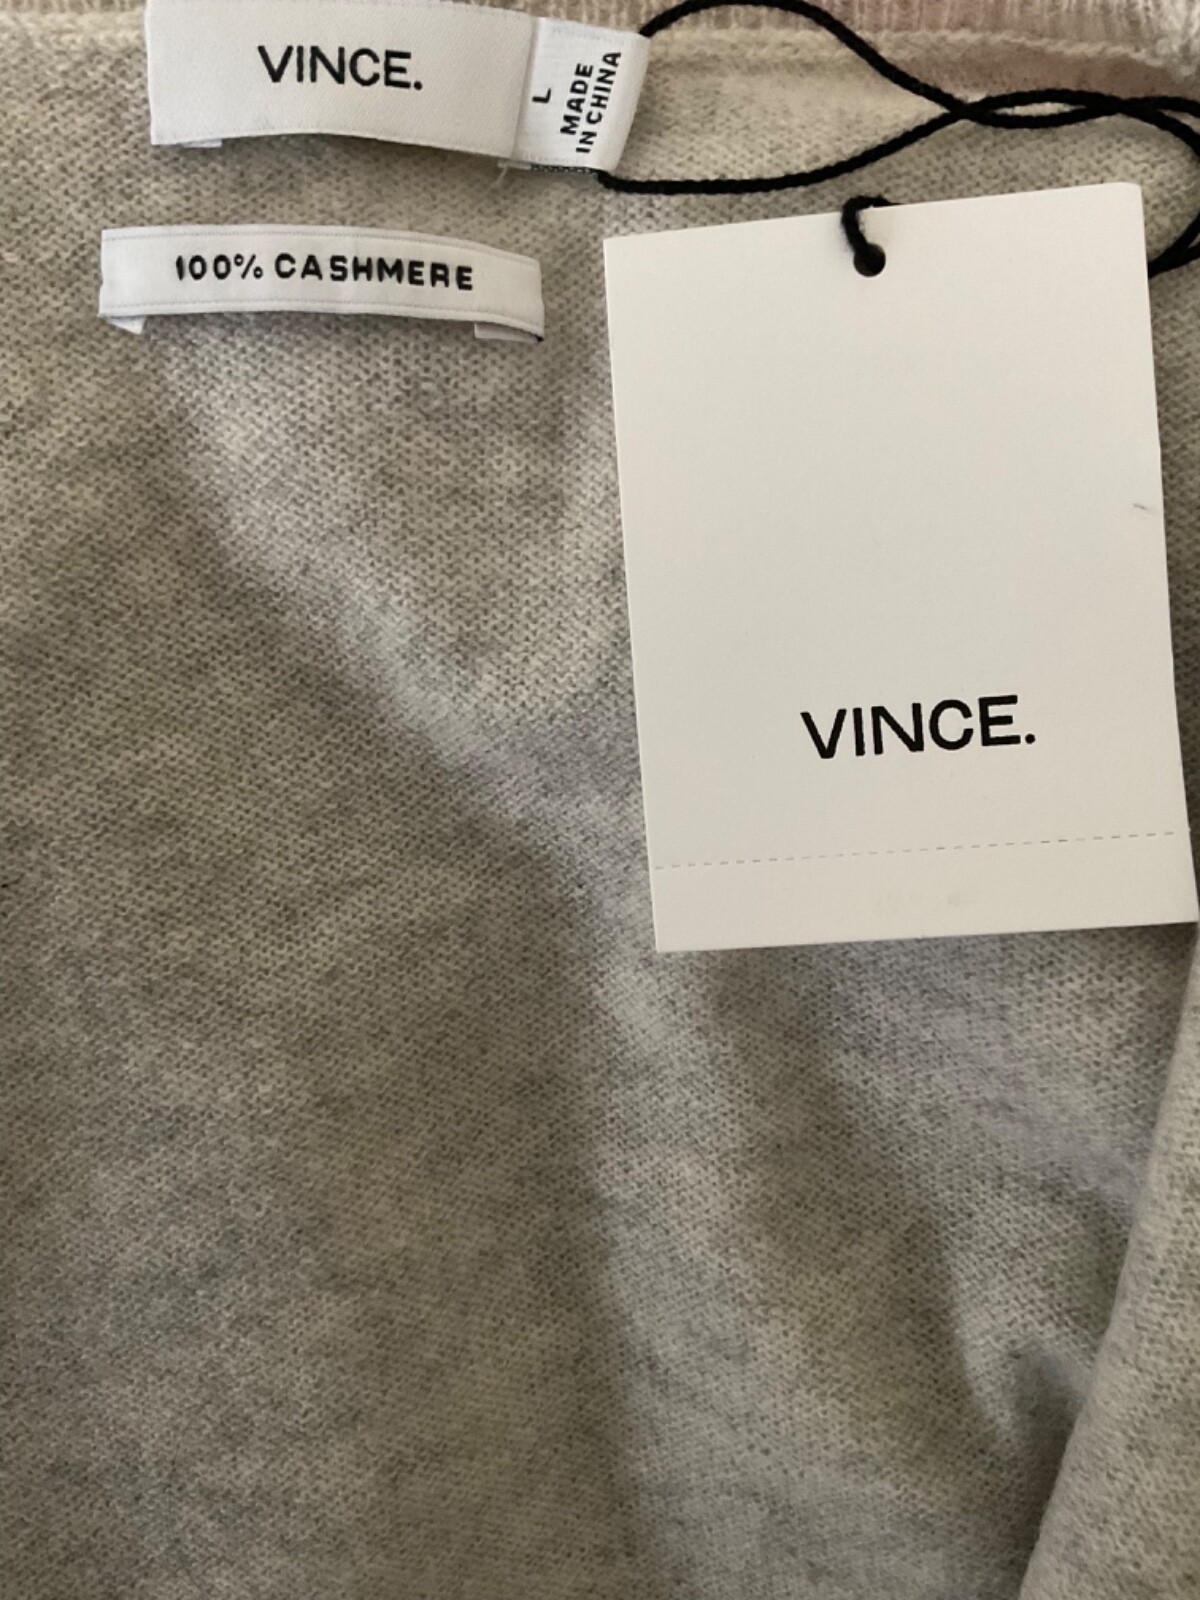 VINCE.
L
MADE
IN CHINA
100% CASHMERE
VINCE.